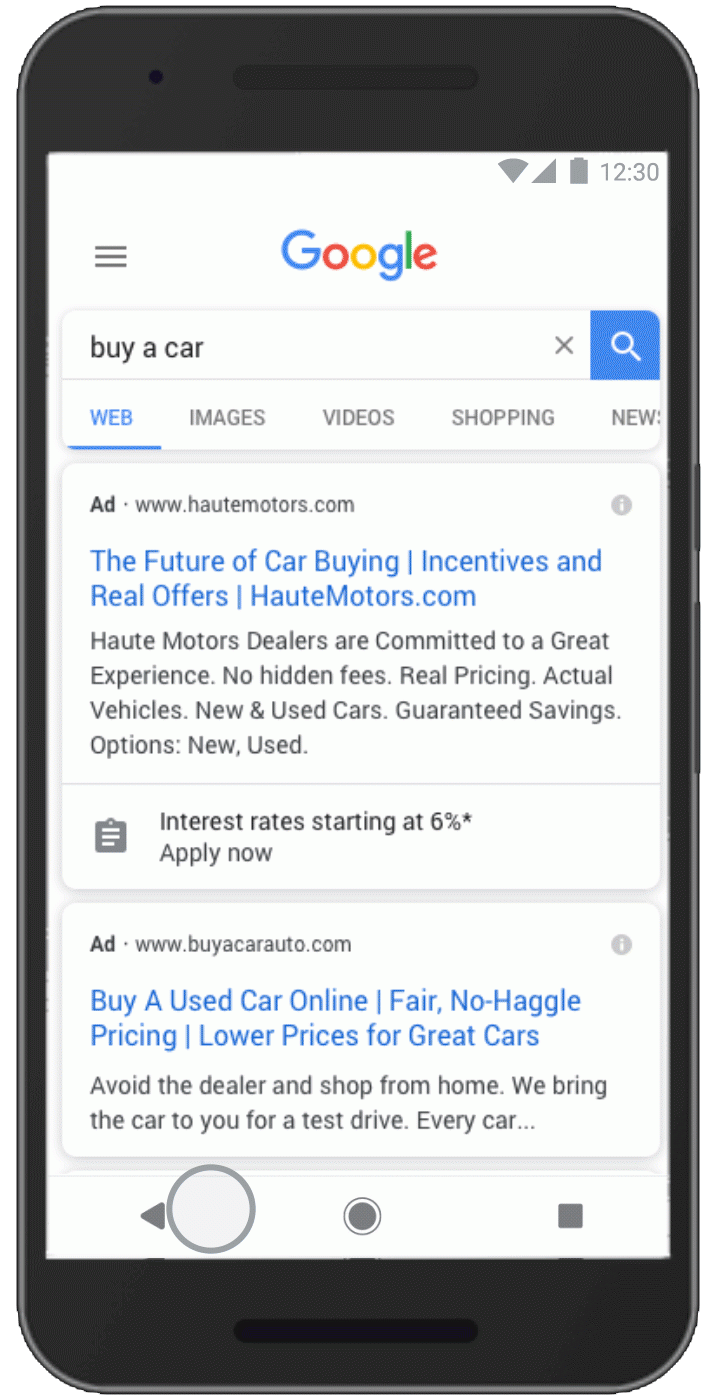 12:30
Google
buy a car
WEB IMAGES VIDEOS SHOPPING NEWS
Ad · www.hautemotors.com
The Future of Car Buying | Incentives and
Real Offers | HauteMotors.com
Haute Motors Dealers are Committed to a Great
Experience. No hidden fees. Real Pricing. Actual
Vehicles. New & Used Cars. Guaranteed Savings.
Options: New, Used.
Interest rates starting at 6%*
Apply now
Ad · www.buyacarauto.com
Buy A Used Car Online | Fair, No-Haggle
Pricing | Lower Prices for Great Cars
Avoid the dealer and shop from home. We bring
the car to you for a test drive. Every car...